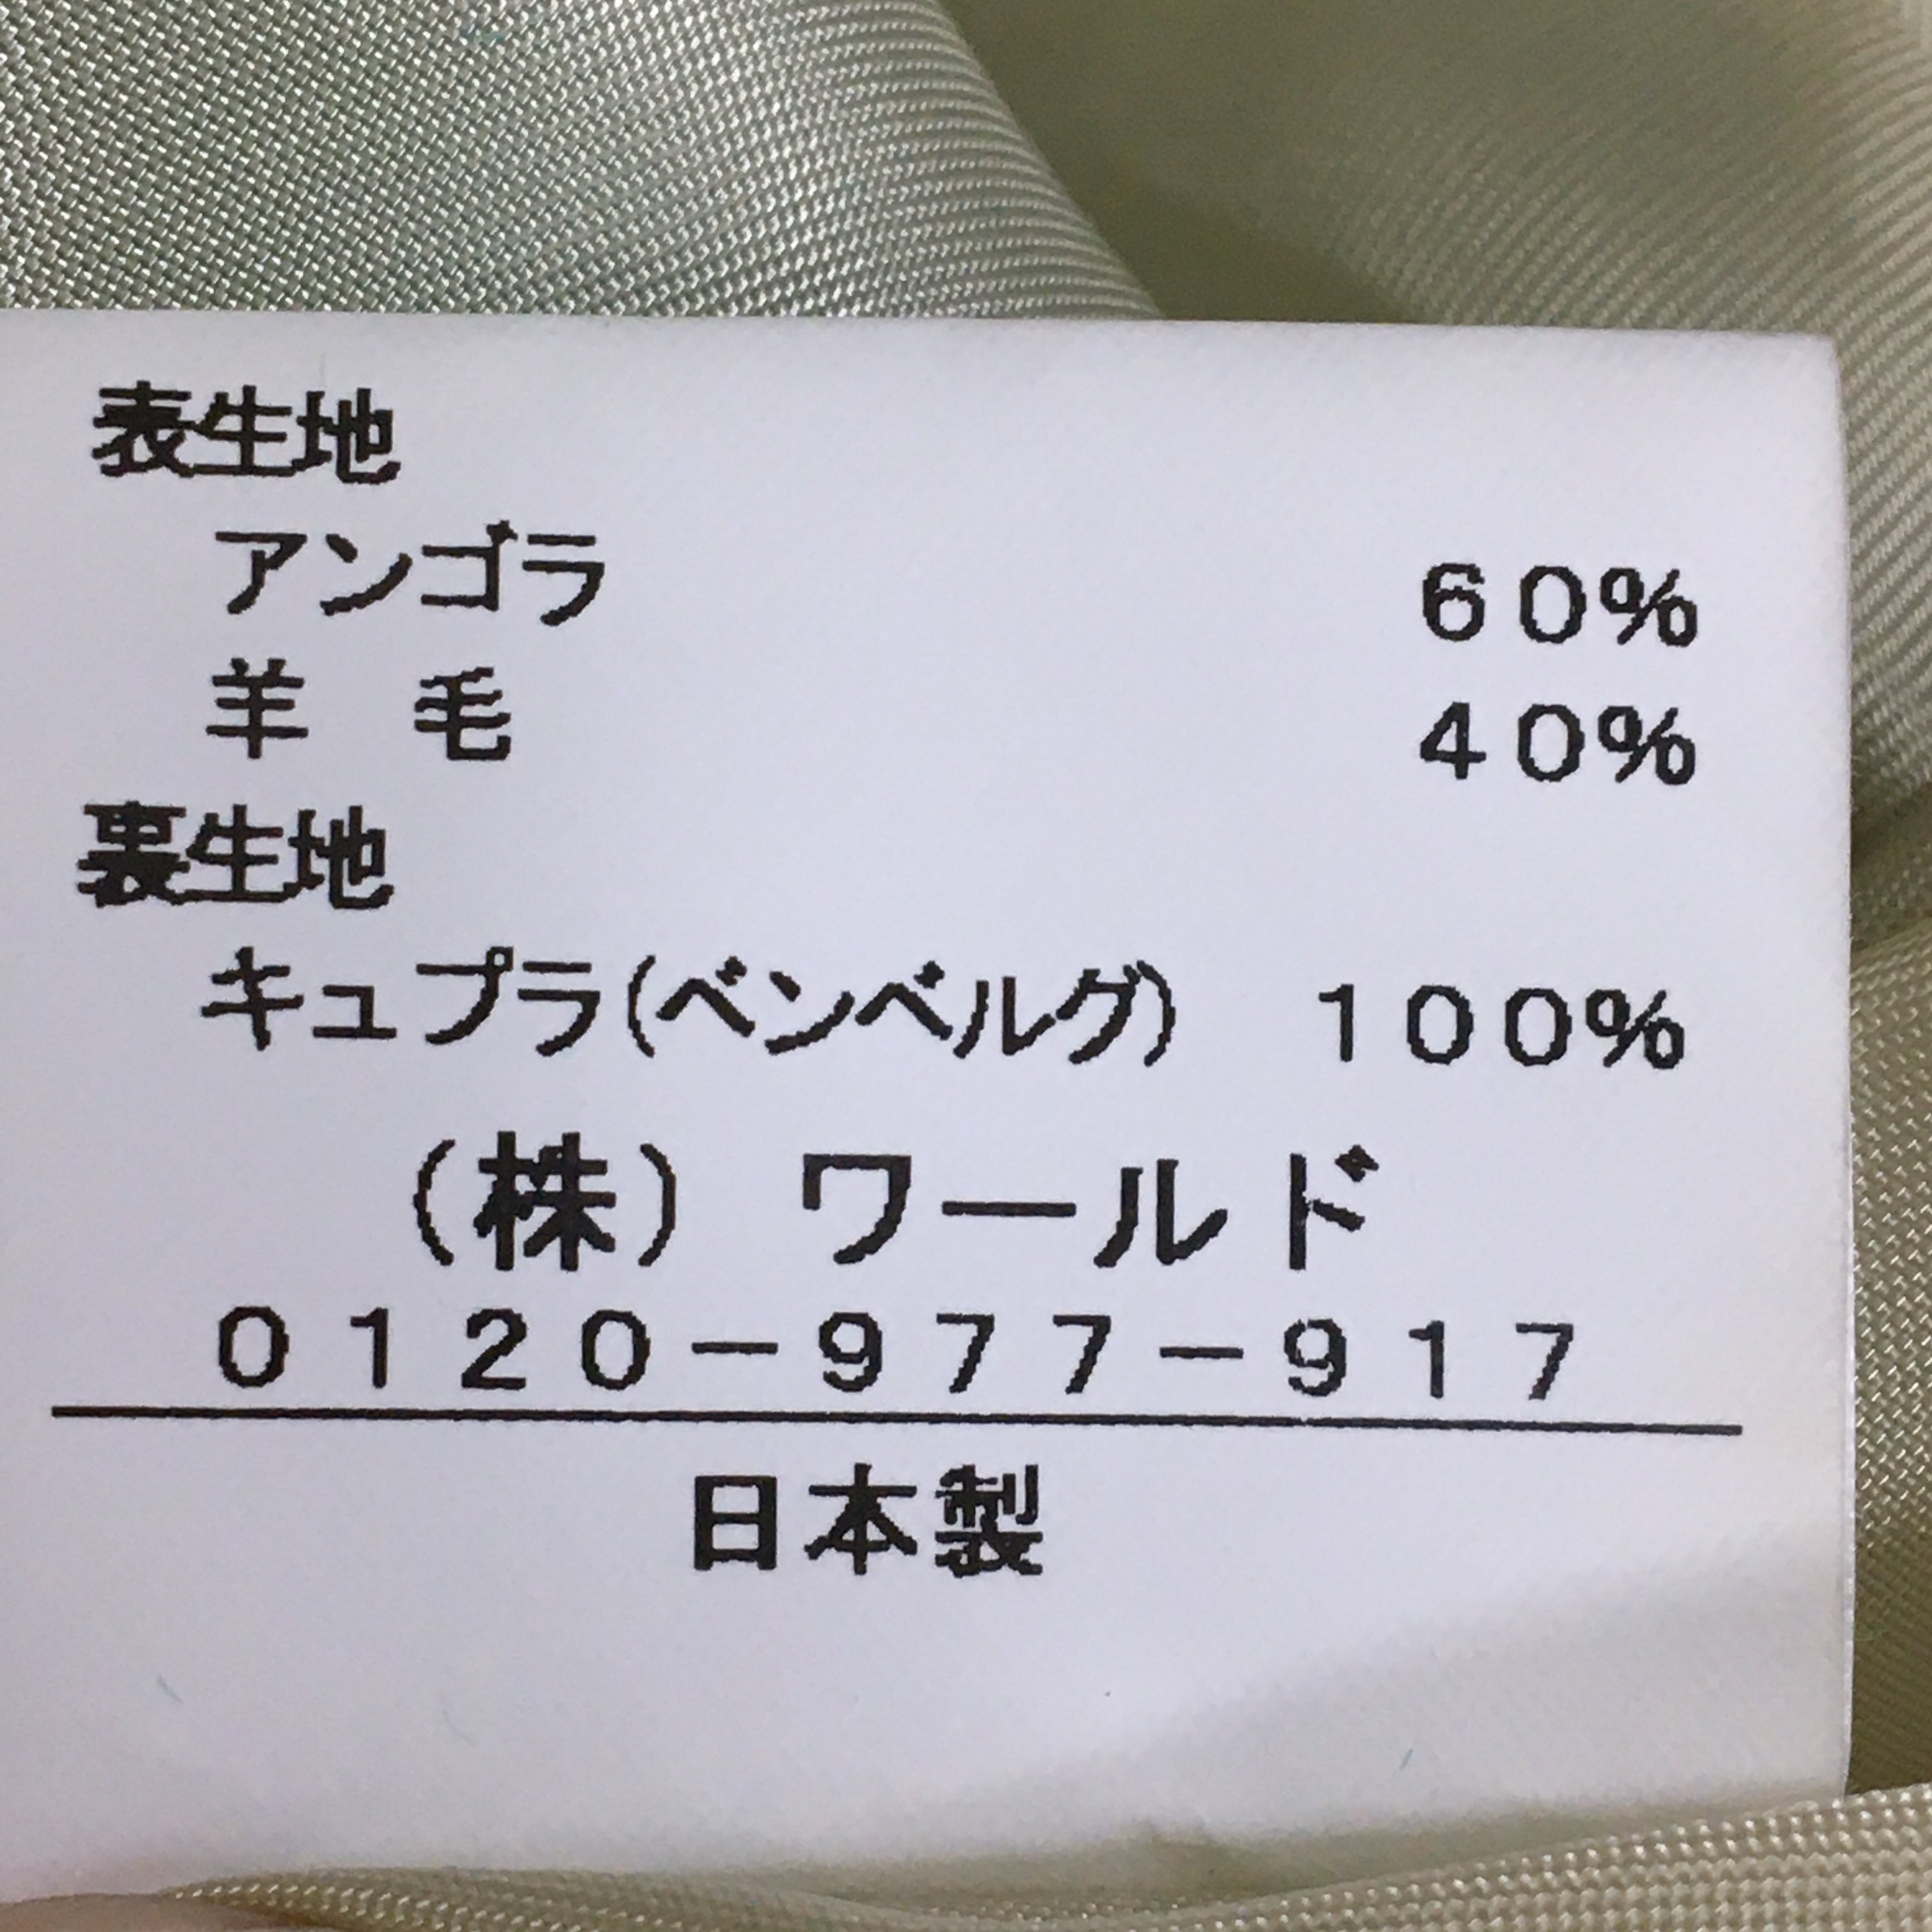 表生地
アンゴラ 60%
羊 毛 40%
裏生地
キュプラ(ベンベルグ) 100%
(株) ワールド
0120-977-917
日本製